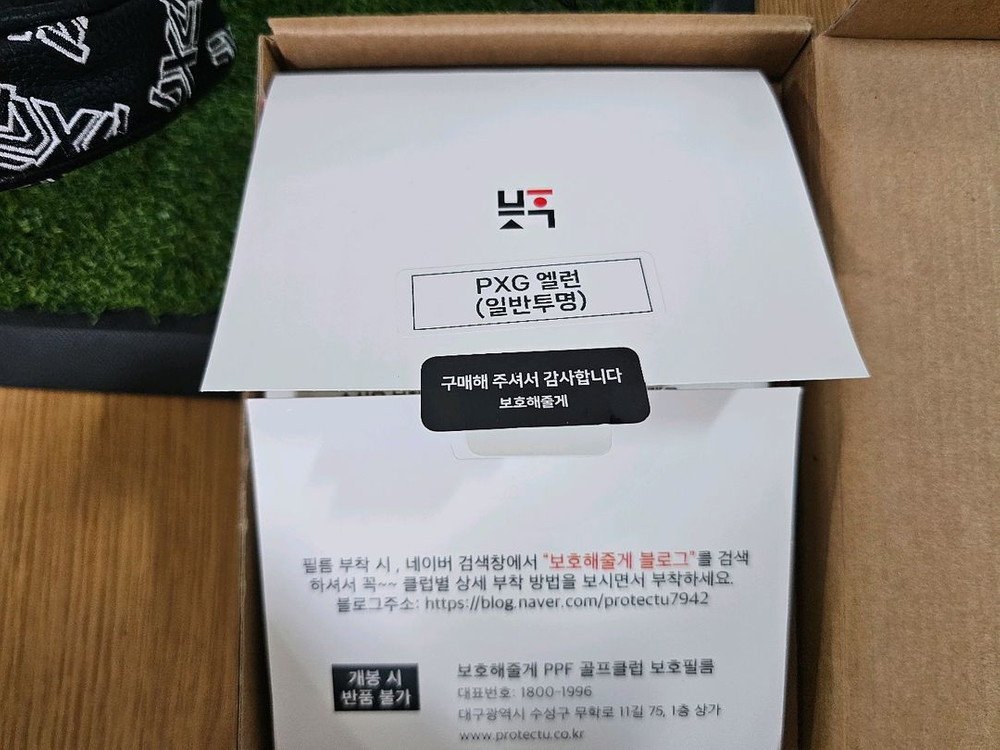 PXG 엘런
(일반투명)
구매해 주셔서 감사합니다
보호해줄게
필름 부착 시 , 네이버 검색창에서 "보호해줄게 블로그"를 검색
하셔서 꼭~~ 클럽별 상세 부착 방법을 보시면서 부착하세요.
블로그주소: https://blog.naver.com/protectu7942
개봉 시
반품 불가
보호해줄게 PPF 골프클럽 보호필름
대표번호: 1800-1996
대구광역시 수성구 무학로 11길 75, 1층 상가
www.protectu.co.kr